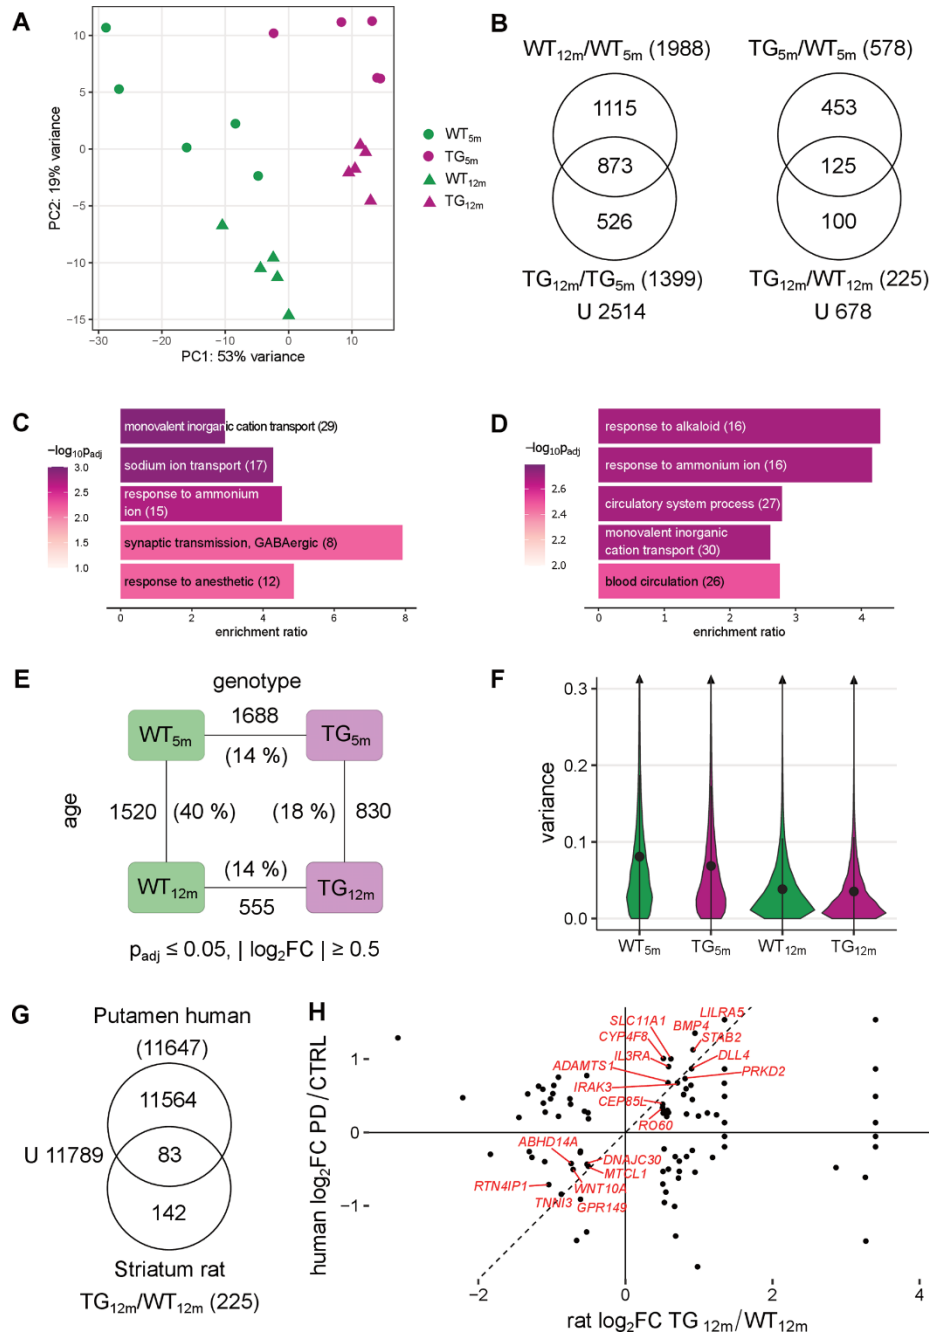 A
10
5
0
−5
−10
−15
−30
−20
−10
0
10
PC2: 19% variance
PC1: 53% variance
WT5m
TG5m
WT12m
TG12m
B
WT12m/WT5m (1988)
1115
873
526
TG12m/TG5m (1399)
U 2514
TG5m/WT5m (578)
453
125
100
TG12m/WT12m (225)
U 678
C
−log10padj
3.0
2.5
2.0
1.5
1.0
monovalent inorganic cation transport (29)
sodium ion transport (17)
response to ammonium
ion (15)
synaptic transmission, GABAergic (8)
response to anesthetic (12)
0
2
4
6
8
enrichment ratio
D
−log10padj
2.6
2.4
2.2
2.0
response to alkaloid (16)
response to ammonium ion (16)
circulatory system process (27)
monovalent inorganic
cation transport (30)
blood circulation (26)
0
1
2
3
4
enrichment ratio
E
genotype
1688
WT5m
TG5m
(14 %)
age
1520
(40 %)
(18 %)
830
(14 %)
WT12m
TG12m
555
padj ≤ 0.05, | log2FC | ≥ 0.5
F
0.3
0.2
0.1
0.0
variance
WT5m
TG5m
WT12m
TG12m
G
Putamen human
(11647)
11564
U 11789
83
142
Striatum rat
TG12m/WT12m (225)
H
LILRA5
SLC11A1
BMP4
CYP4F8
STAB2
IL3RA
DLL4
ADAMTS1
PRKD2
IRAK3
CEP85L
RO60
ABHD14A
DNAJC30
MTCL1
RTN4IP1
WNT10A
TNNI3
GPR149
1
0
−1
human log2FC PD/CTRL
−2
0
2
4
rat log2FC TG 12m/WT12m